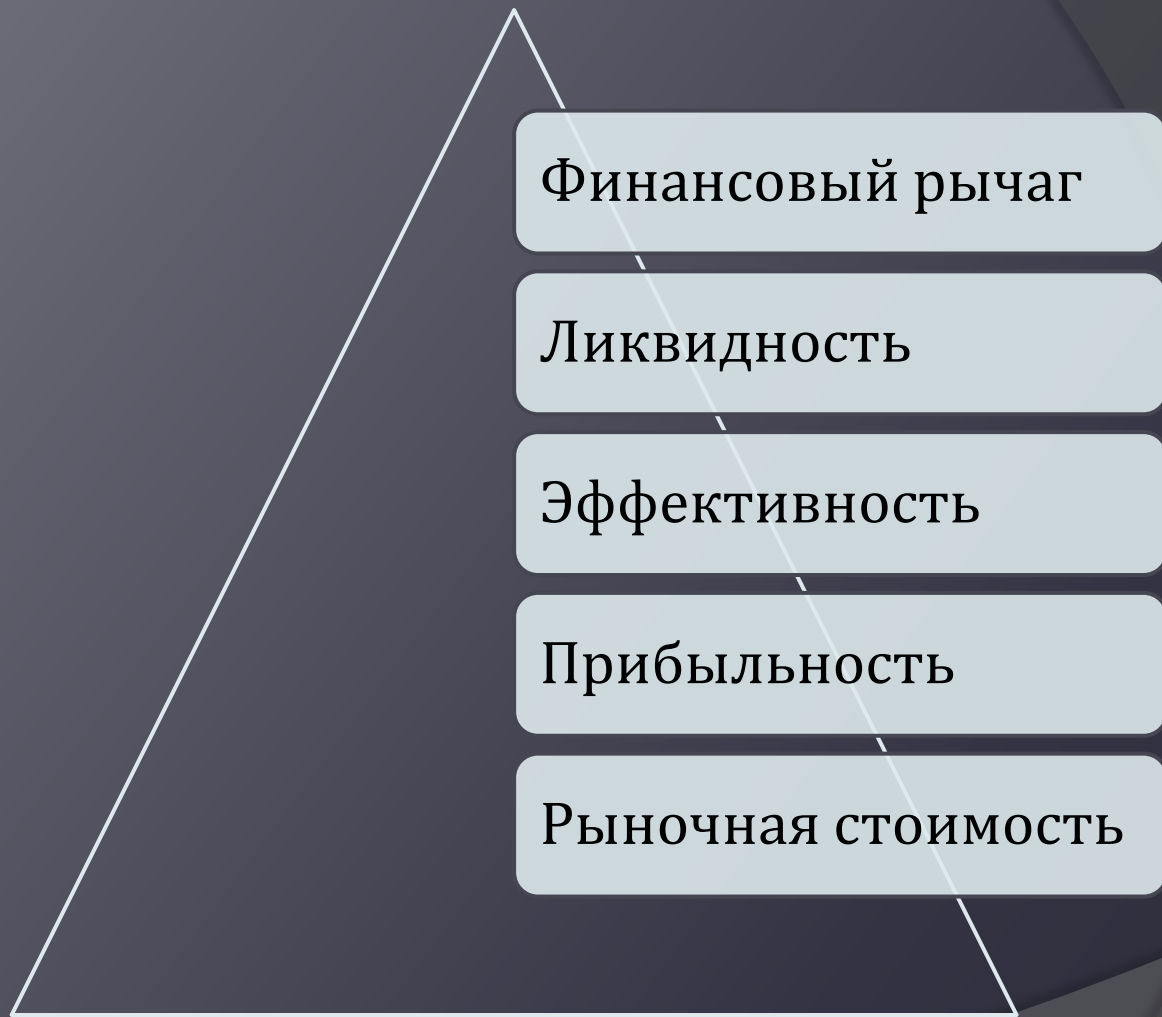 Финансовый рычаг
Ликвидность
Эффективность
Прибыльность
Рыночная стоимость